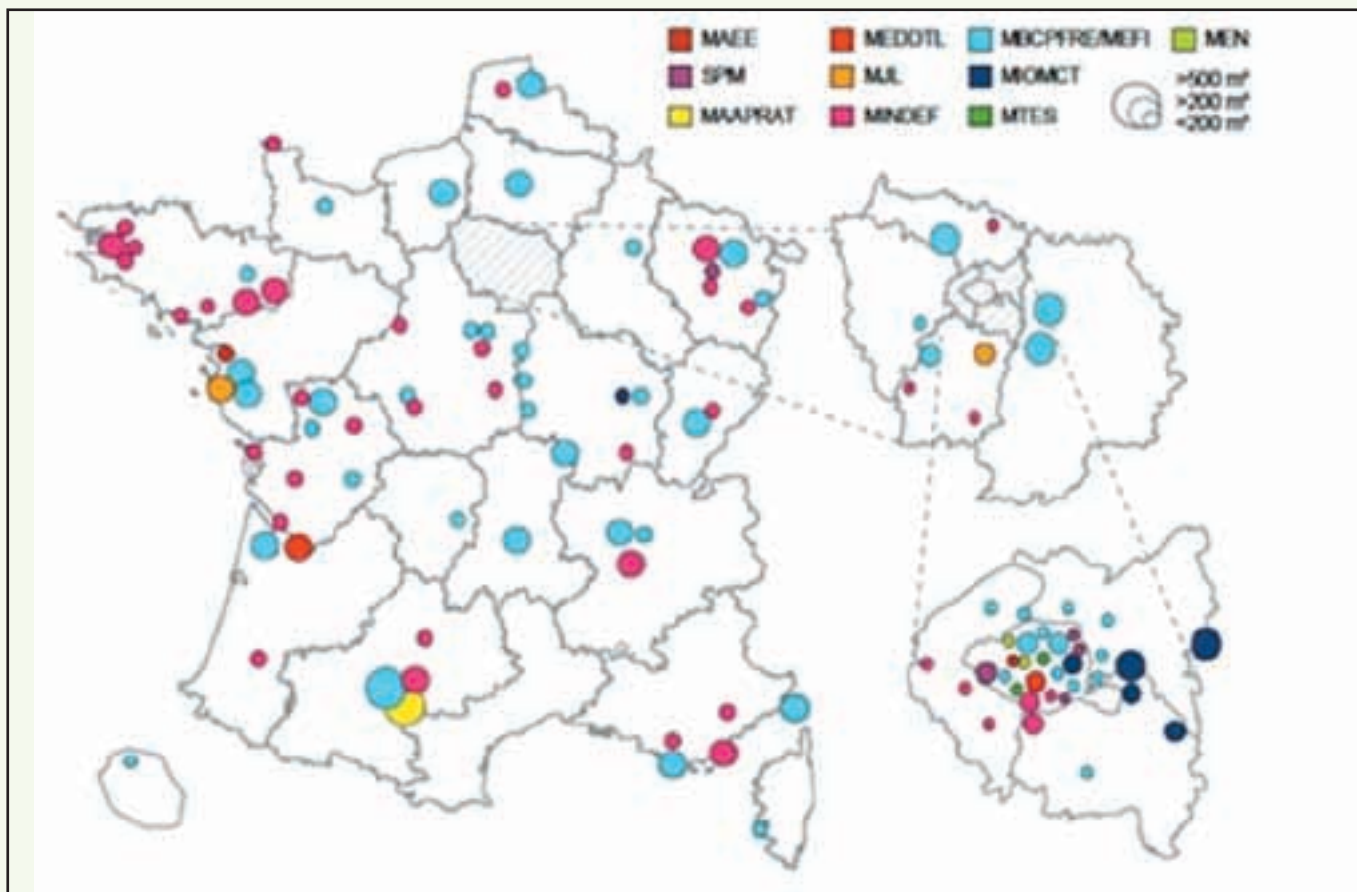 MAEE MEDDTL MBCPFRE/MEFI MEN
SPM MJL MIOMCT >500 m²
MAAPRAT MINDEF MTES >200 m²
<200 m²